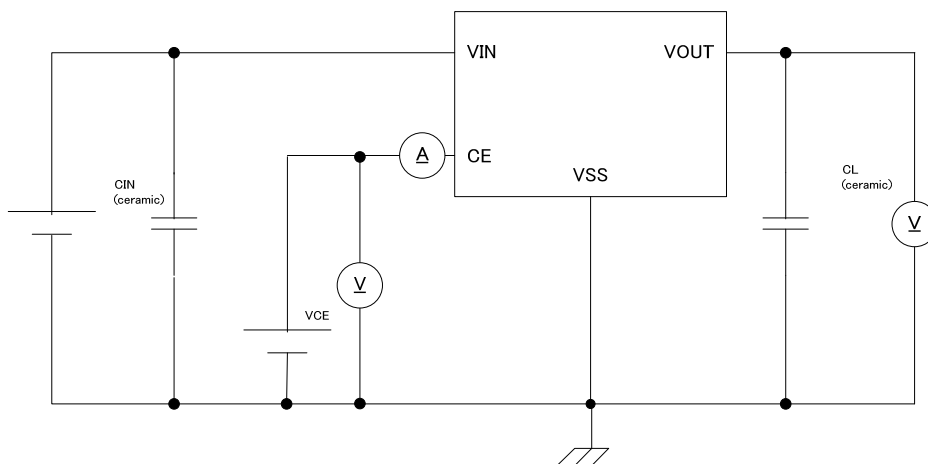 VIN
VOUT
A
CE
VSS
CIN
(ceramic)
CL
(ceramic)
V
V
VCE